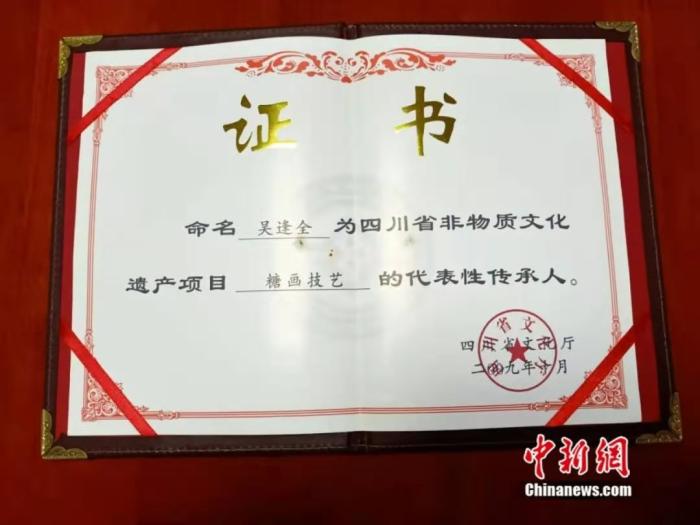 证 书
命名 吴逢全 为四川省非物质文化
遗产项目 糖画技艺 的代表性传承人。
四川省文化厅
二〇〇九年十月
中新網
Chinanews.com